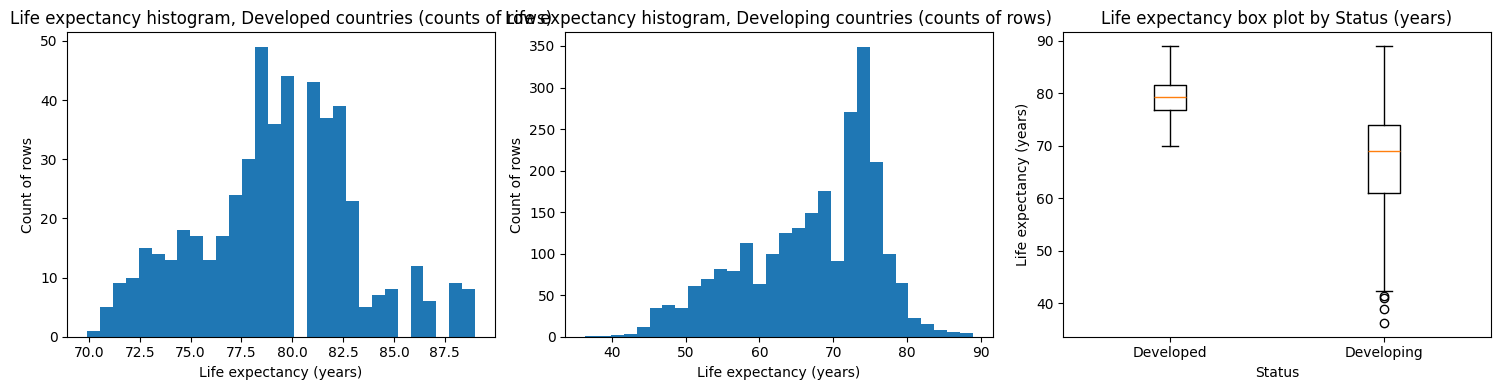 Life expectancy histogram, Developed countries (counts of rows)
50
40
30
20
10
0
Count of rows
70.0 72.5 75.0 77.5 80.0 82.5 85.0 87.5
Life expectancy (years)
Life expectancy histogram, Developing countries (counts of rows)
350
300
250
200
150
100
50
0
Count of rows
40 50 60 70 80 90
Life expectancy (years)
Life expectancy box plot by Status (years)
90
80
70
60
50
40
Life expectancy (years)
Developed Developing
Status